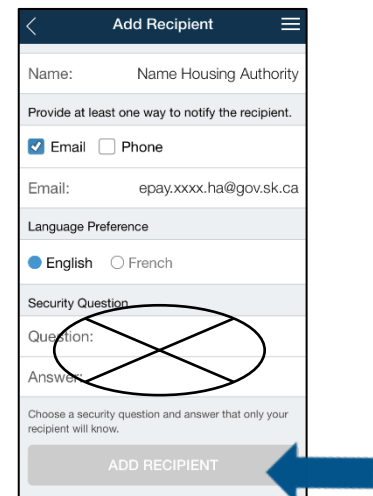 Add Recipient
Name: Name Housing Authority
Provide at least one way to notify the recipient.
Email Phone
Email: epay.xxxx.ha@gov.sk.ca
Language Preference
English French
Security Question
Question:
Answer:
Choose a security question and answer that only your
recipient will know.
ADD RECIPIENT